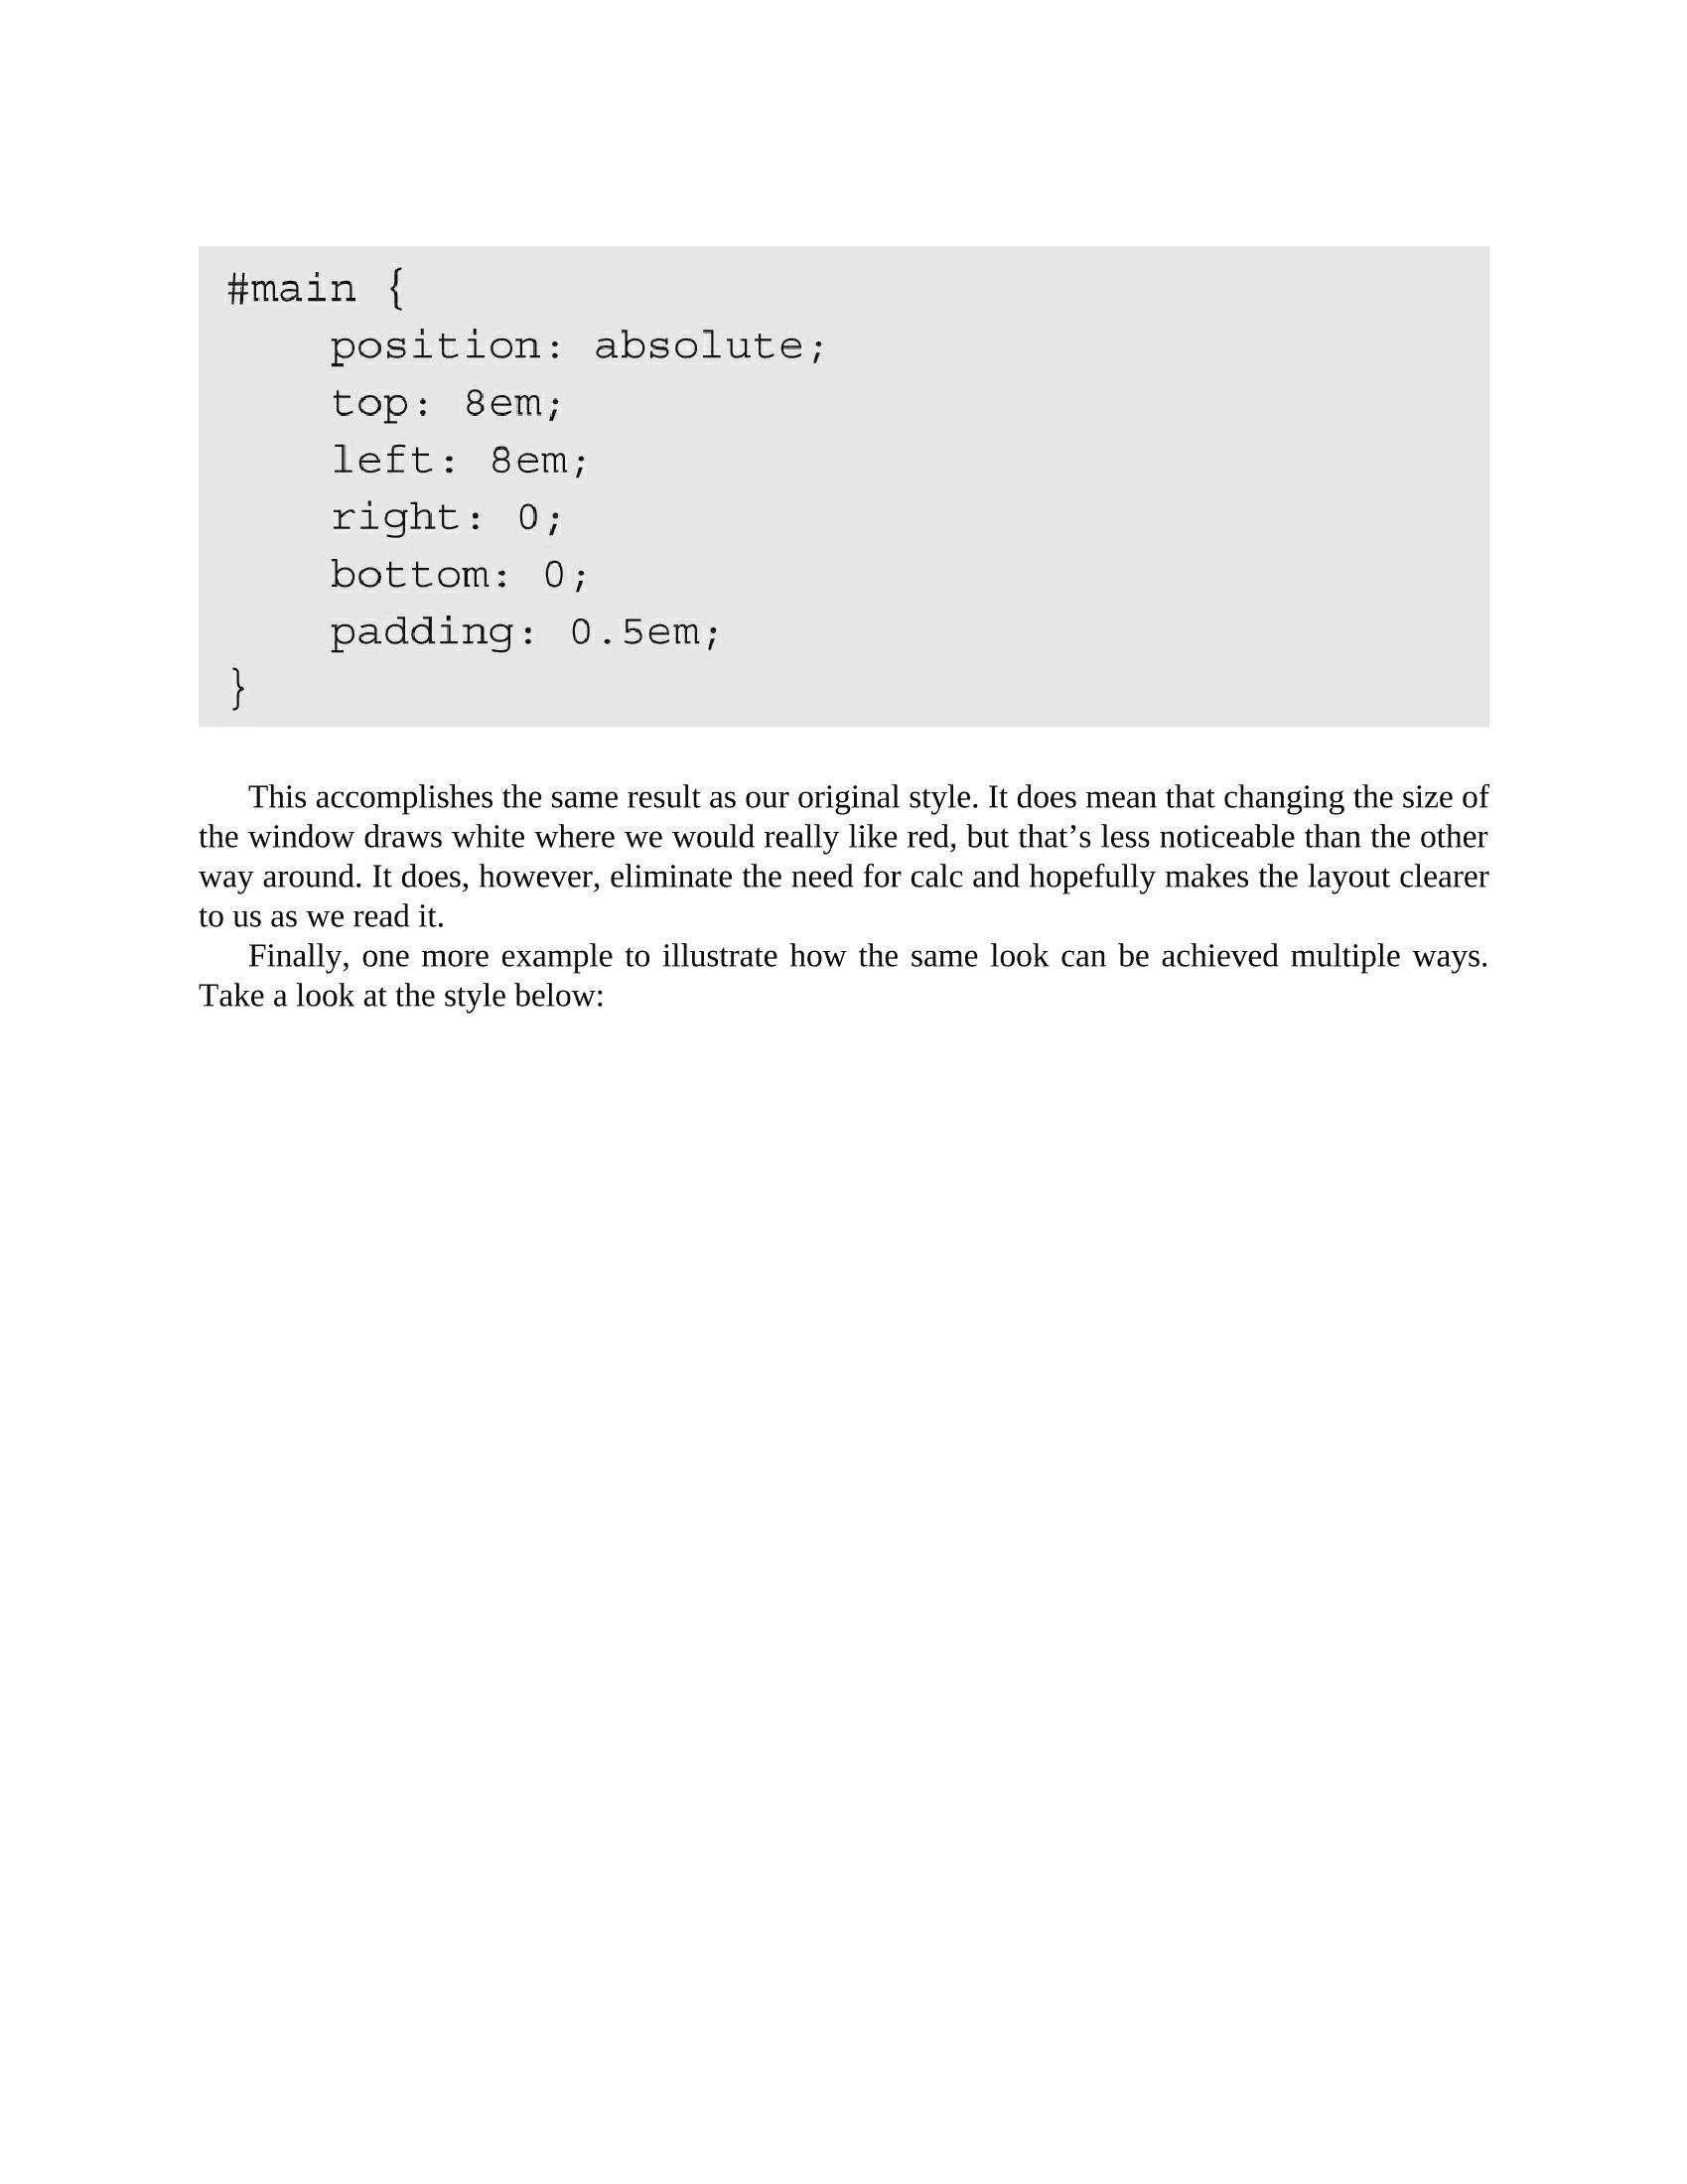 #main {
    position: absolute;
    top: 8em;
    left: 8em;
    right: 0;
    bottom: 0;
    padding: 0.5em;
}
This accomplishes the same result as our original style. It does mean that changing the size of
the window draws white where we would really like red, but that’s less noticeable than the other
way around. It does, however, eliminate the need for calc and hopefully makes the layout clearer
to us as we read it.
Finally, one more example to illustrate how the same look can be achieved multiple ways.
Take a look at the style below: